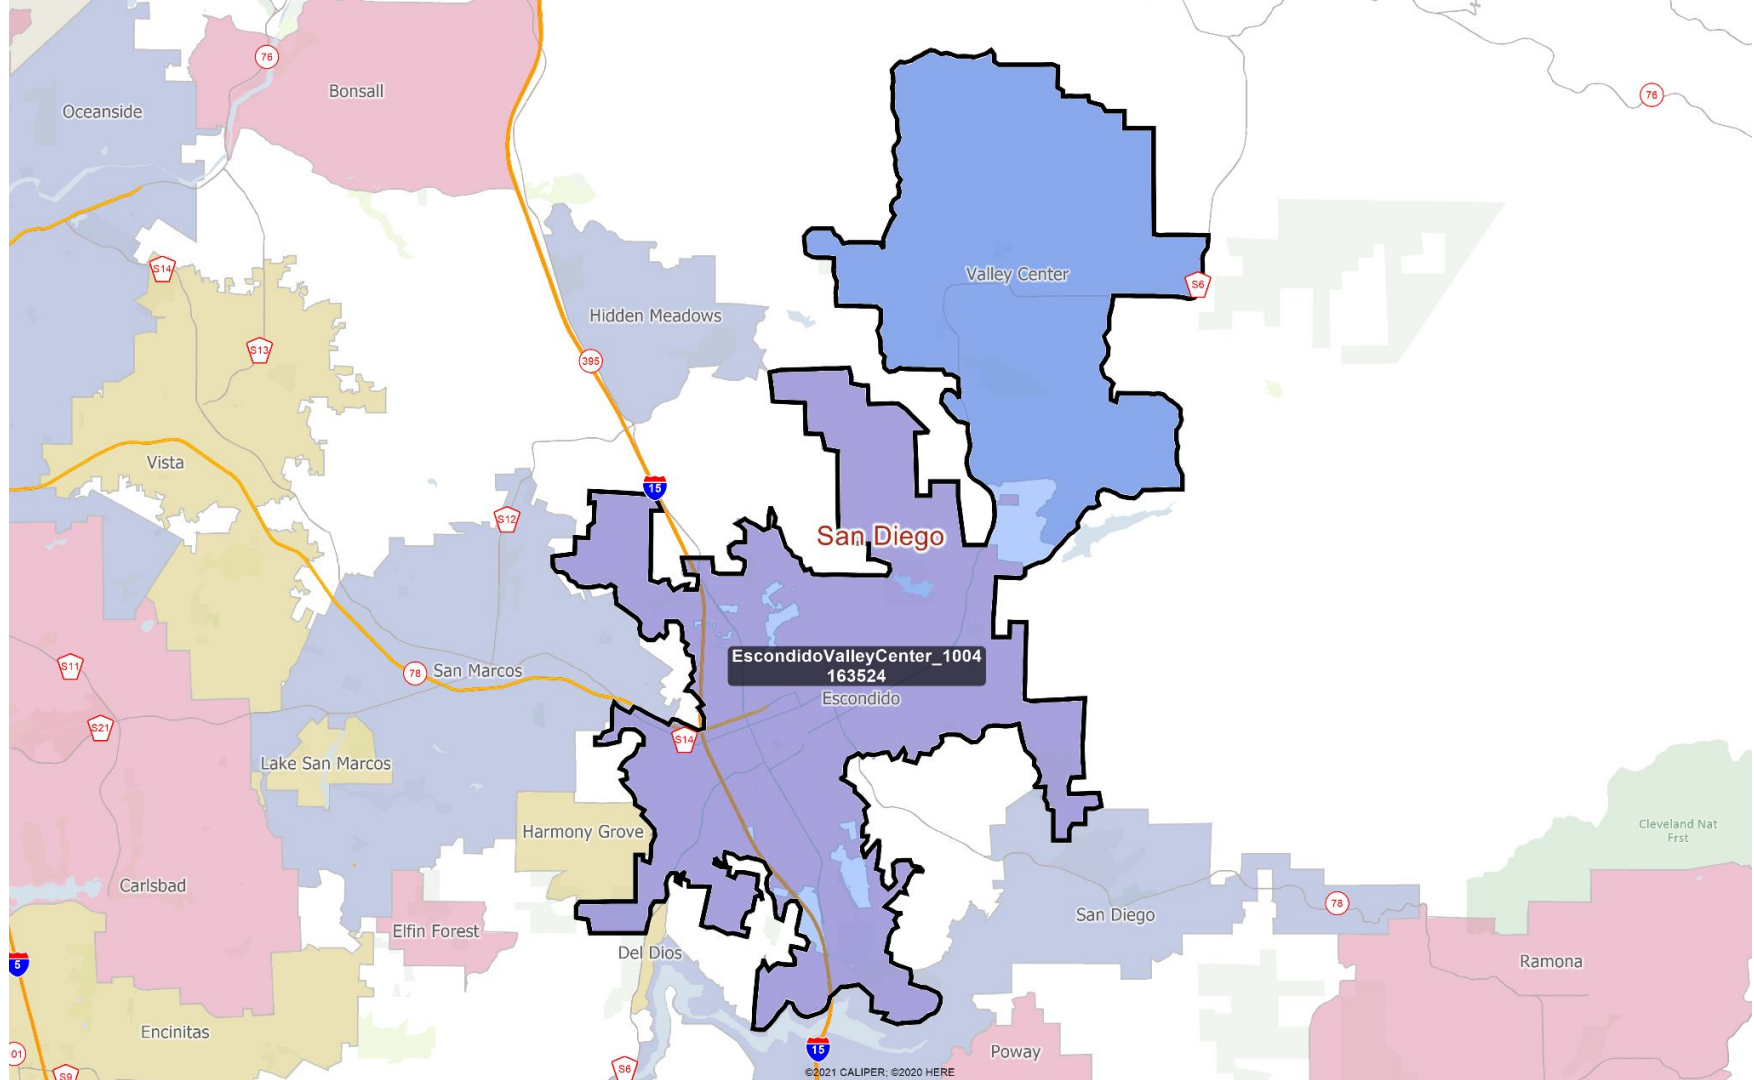 76
Bonsall
Oceanside
76
Valley Center
S14
S6
Hidden Meadows
S13
395
Vista
15
S12
San Diego
EscondidoValleyCenter_1004
163524
S11
78
San Marcos
Escondido
S21
S14
Lake San Marcos
Harmony Grove
Cleveland Nat
Frst
Carlsbad
78
San Diego
Elfin Forest
Del Dios
5
Ramona
Encinitas
15
Poway
01
S6
S9
©2021 CALIPER; ©2020 HERE